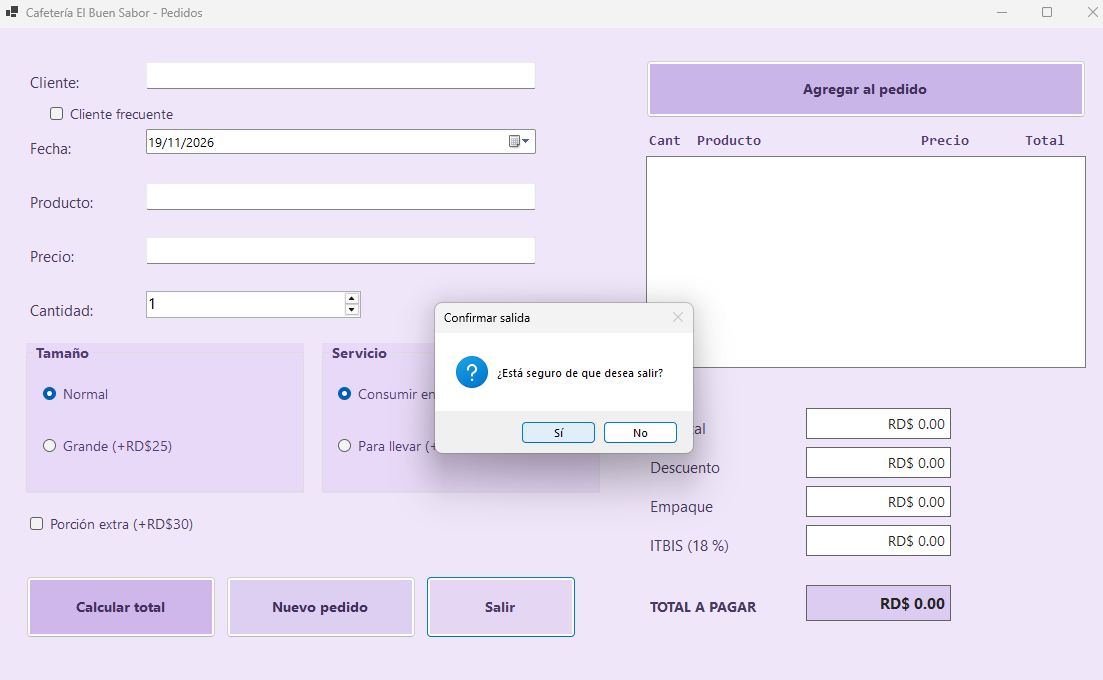 Cafetería El Buen Sabor - Pedidos
Cliente:
Cliente frecuente
Fecha:
19/11/2026
Producto:
Precio:
Cantidad:
1
Tamaño
Normal
Grande (+RD$25)
Servicio
Consumir en
Para llevar (+
Porción extra (+RD$30)
Calcular total
Nuevo pedido
Salir
Agregar al pedido
Cant Producto Precio Total
Confirmar salida
¿Está seguro de que desea salir?
Sí
No
RD$ 0.00
Descuento RD$ 0.00
Empaque RD$ 0.00
ITBIS (18 %) RD$ 0.00
TOTAL A PAGAR RD$ 0.00